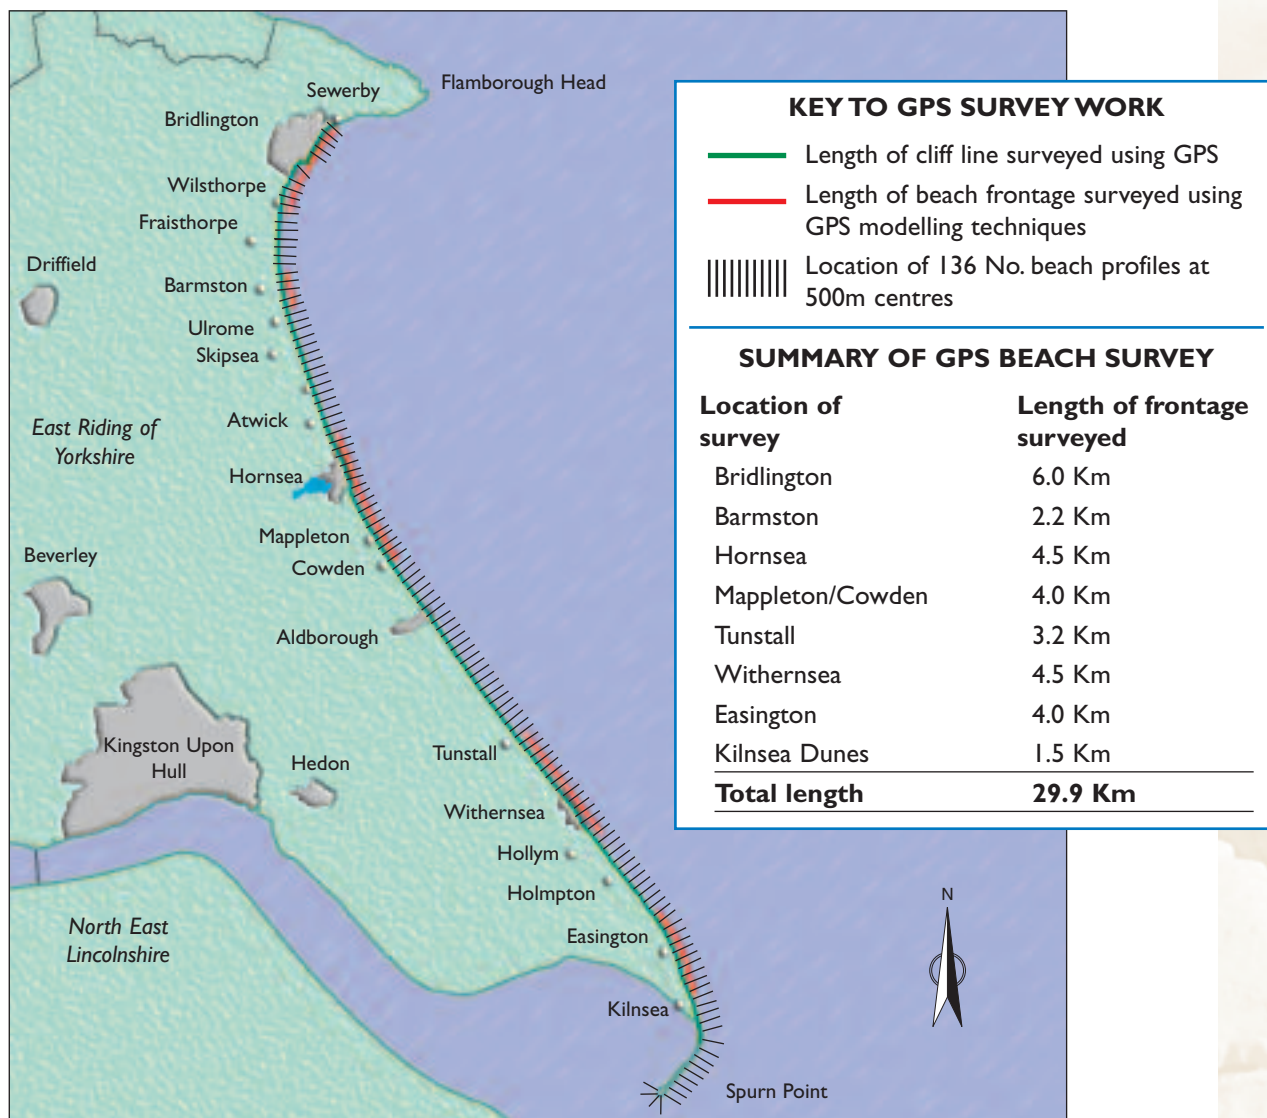 Flamborough Head
Sewerby
Bridlington
Wilsthorpe
Fraisthorpe
Driffield
Barmston
Ulrome
Skipsea
Atwick
East Riding of
Yorkshire
Hornsea
Mappleton
Beverley
Cowden
Aldborough
Kingston Upon
Hull
Hedon
Tunstall
Withernsea
Hollym
Holmpton
North East
Lincolnshire
Easington
Kilnsea
Spurn Point
N
KEY TO GPS SURVEY WORK
Length of cliff line surveyed using GPS
Length of beach frontage surveyed using
GPS modelling techniques
Location of 136 No. beach profiles at
500m centres
SUMMARY OF GPS BEACH SURVEY
Location of survey Length of frontage surveyed
Bridlington 6.0 Km
Barmston 2.2 Km
Hornsea 4.5 Km
Mappleton/Cowden 4.0 Km
Tunstall 3.2 Km
Withernsea 4.5 Km
Easington 4.0 Km
Kilnsea Dunes 1.5 Km
Total length 29.9 Km